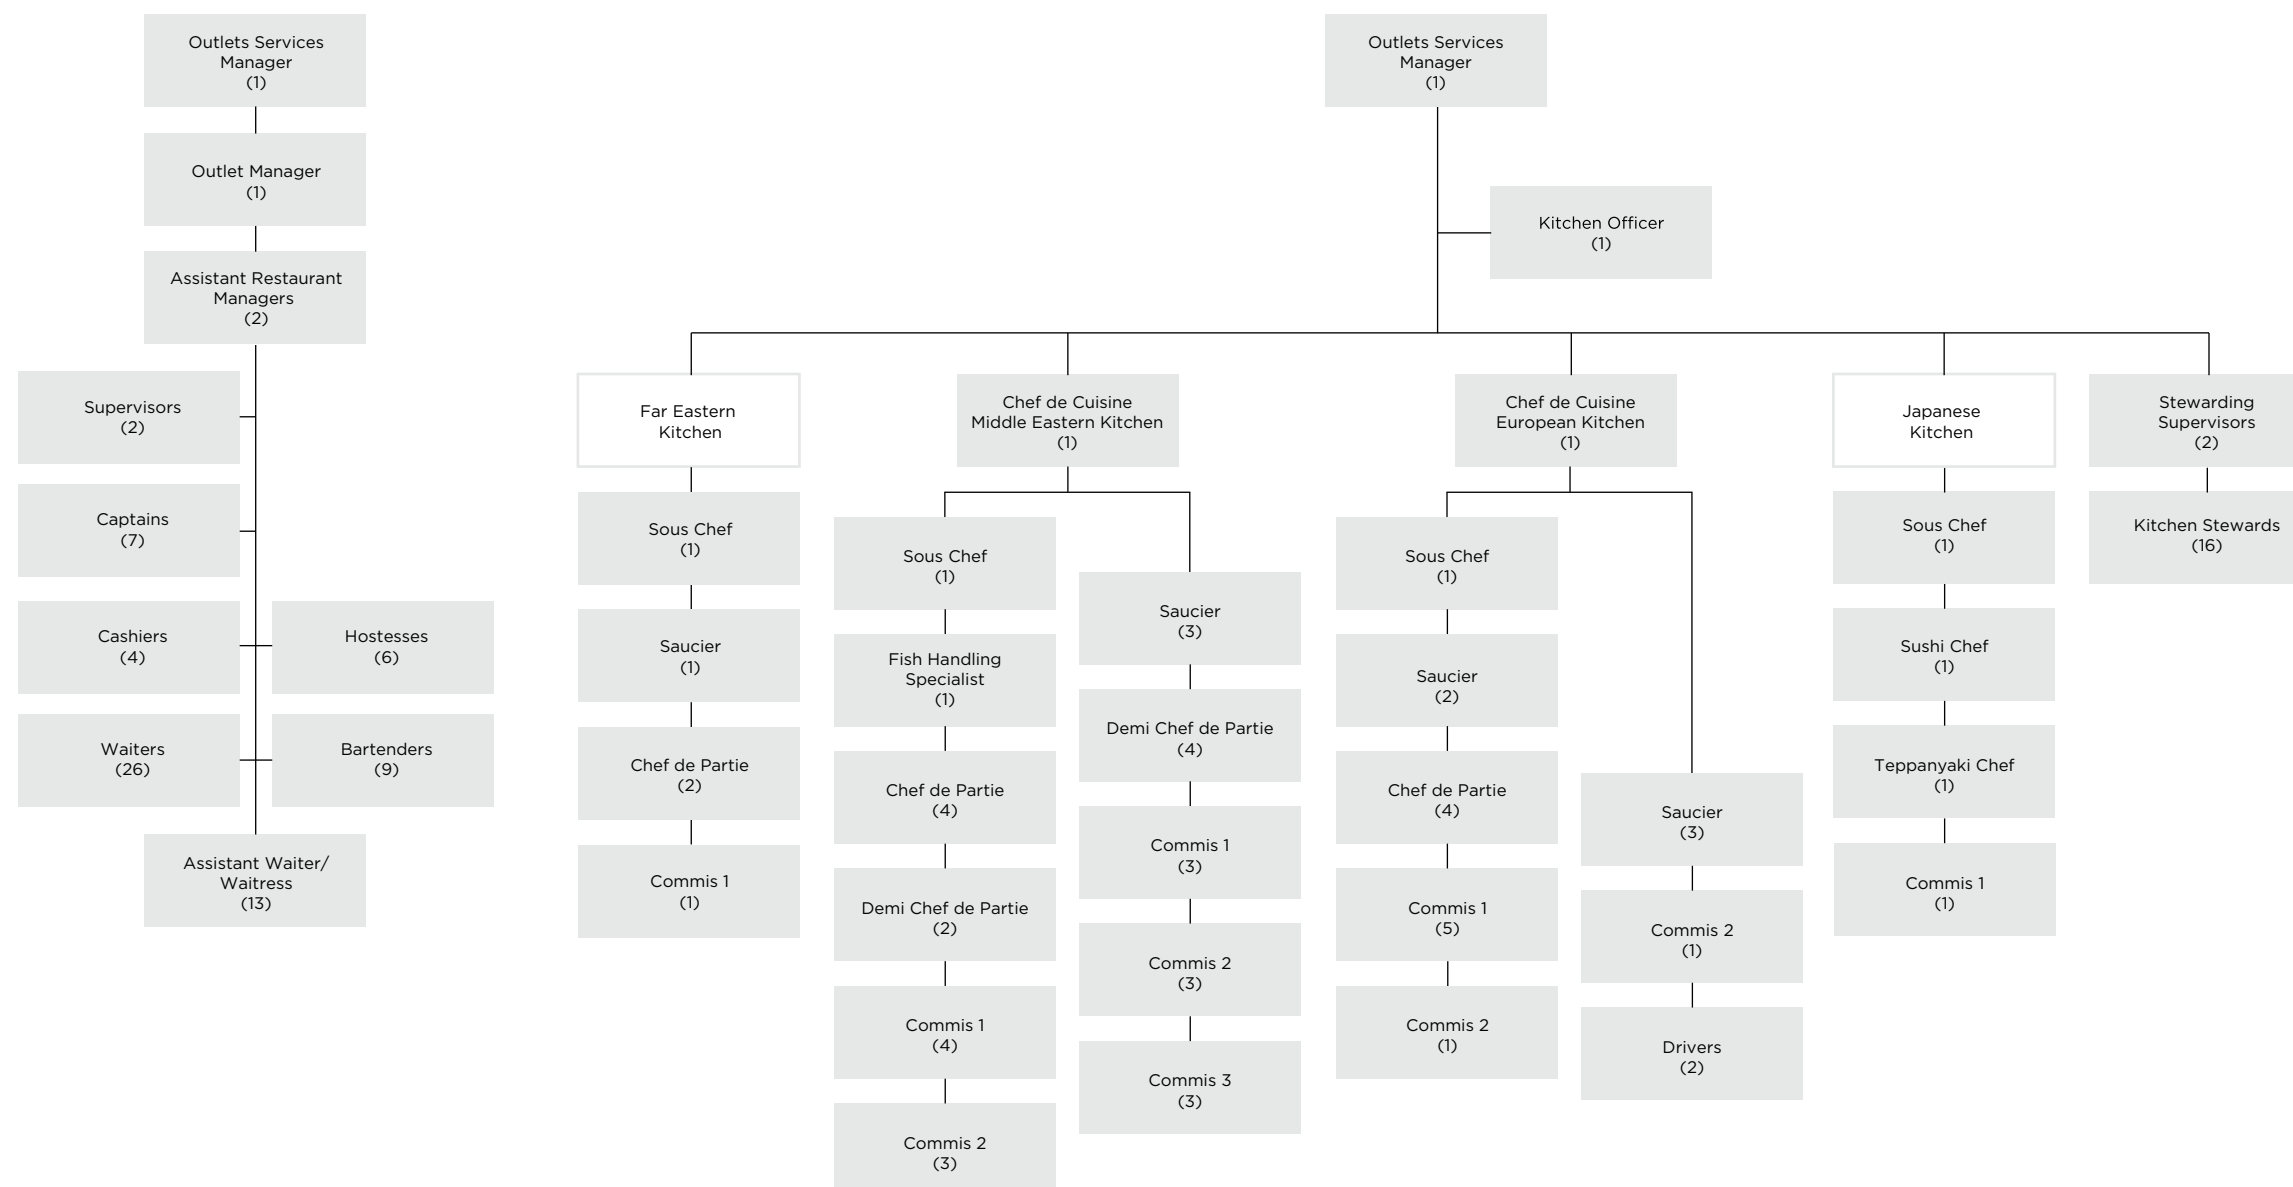 Outlets Services
Manager
(1)
Outlet Manager
(1)
Assistant Restaurant
Managers
(2)
Supervisors
(2)
Captains
(7)
Cashiers
(4)
Hostesses
(6)
Waiters
(26)
Bartenders
(9)
Assistant Waiter/
Waitress
(13)
Outlets Services
Manager
(1)
Kitchen Officer
(1)
Far Eastern
Kitchen
Sous Chef
(1)
Saucier
(1)
Chef de Partie
(2)
Commis 1
(1)
Chef de Cuisine
Middle Eastern Kitchen
(1)
Sous Chef
(1)
Fish Handling
Specialist
(1)
Chef de Partie
(4)
Demi Chef de Partie
(2)
Commis 1
(4)
Commis 2
(3)
Saucier
(3)
Demi Chef de Partie
(4)
Commis 1
(3)
Commis 2
(3)
Commis 3
(3)
Chef de Cuisine
European Kitchen
(1)
Sous Chef
(1)
Saucier
(2)
Chef de Partie
(4)
Commis 1
(5)
Commis 2
(1)
Saucier
(3)
Commis 2
(1)
Drivers
(2)
Japanese
Kitchen
Sous Chef
(1)
Sushi Chef
(1)
Teppanyaki Chef
(1)
Commis 1
(1)
Stewarding
Supervisors
(2)
Kitchen Stewards
(16)